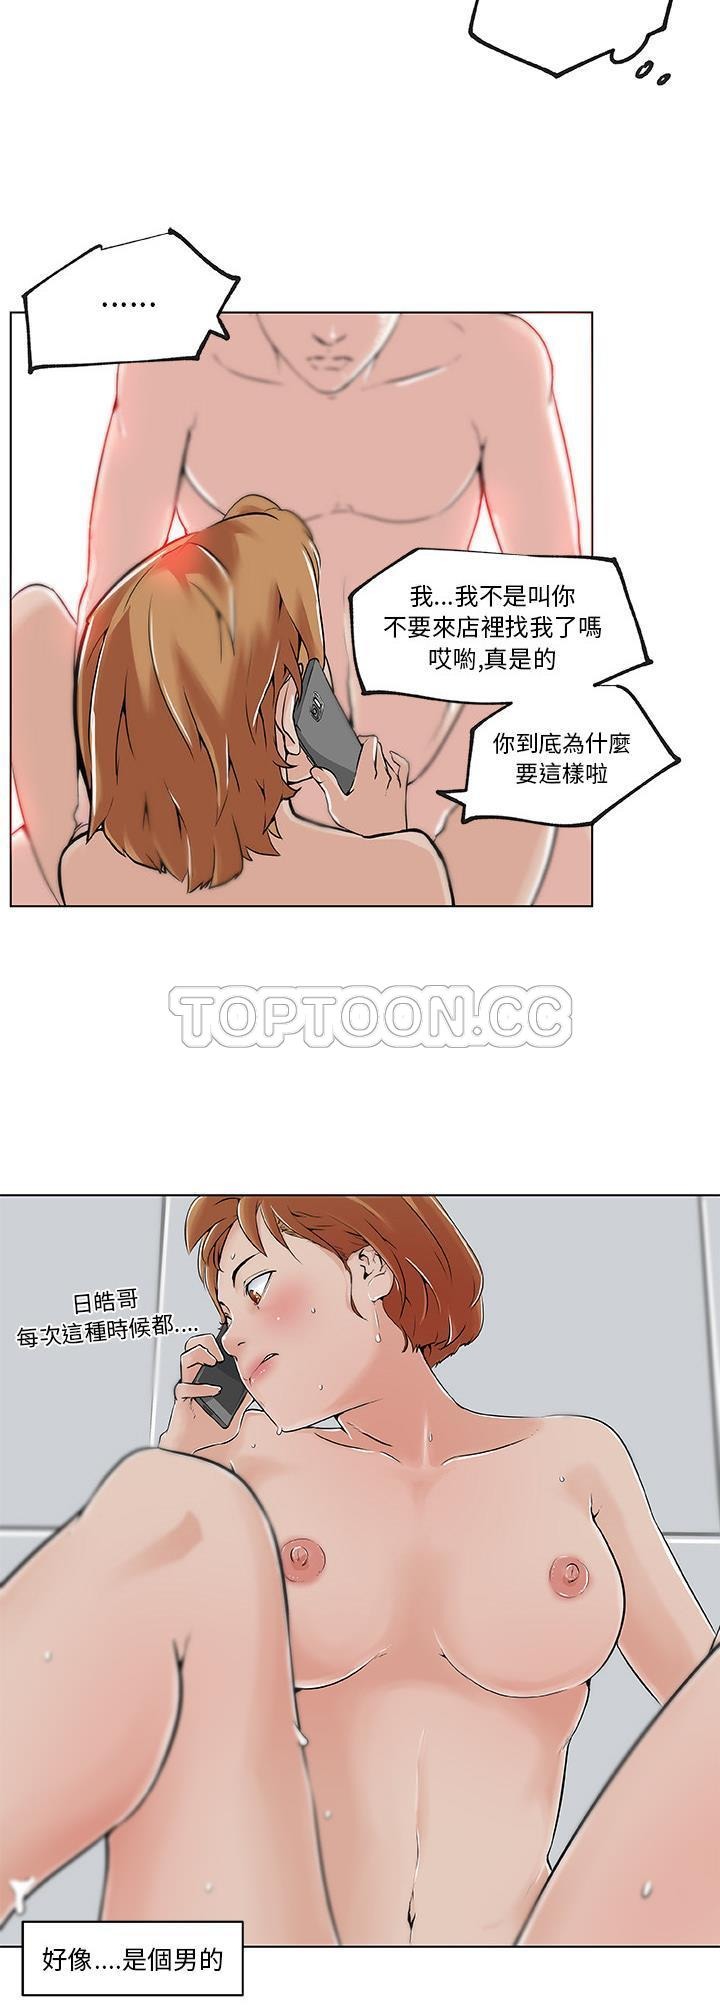 ......
我...我不是叫你
不要來店裡找我了嗎
哎喲,真是的
你到底為什麼
要這樣啦
TOPTOON.CC
日皓哥
每次這種時候都....
好像....是個男的